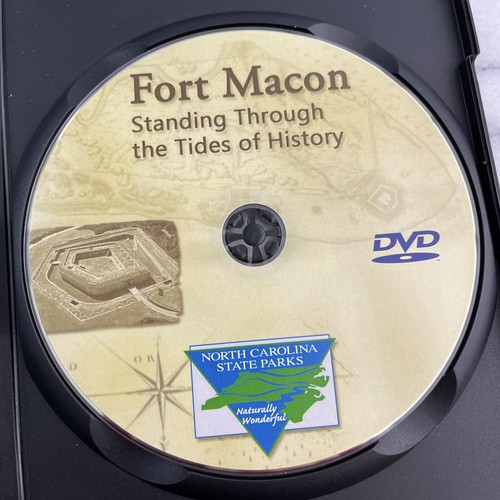 Fort Macon
Standing Through
the Tides of History
DVD
NORTH CAROLINA
STATE PARKS
Naturally
Wonderful